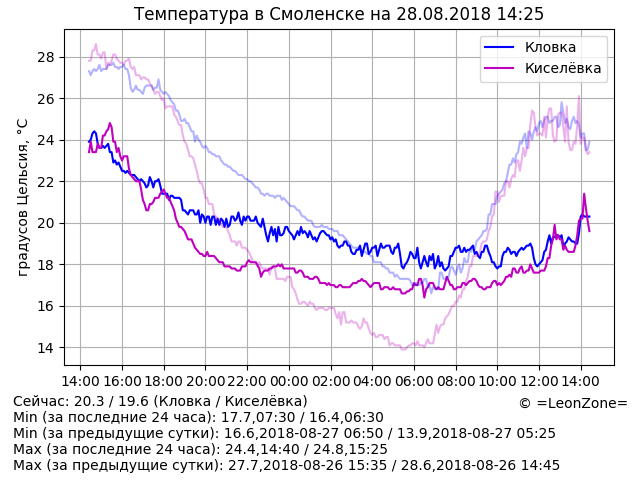 Температура в Смоленске на 28.08.2018 14:25
Кловка
Киселёвка
градусов Цельсия, °C
28
26
24
22
20
18
16
14
14:00 16:00 18:00 20:00 22:00 00:00 02:00 04:00 06:00 08:00 10:00 12:00 14:00
Сейчас: 20.3 / 19.6 (Кловка / Киселёвка)
© =LeonZone=
Min (за последние 24 часа): 17.7,07:30 / 16.4,06:30
Min (за предыдущие сутки): 16.6,2018-08-27 06:50 / 13.9,2018-08-27 05:25
Max (за последние 24 часа): 24.4,14:40 / 24.8,15:25
Max (за предыдущие сутки): 27.7,2018-08-26 15:35 / 28.6,2018-08-26 14:45